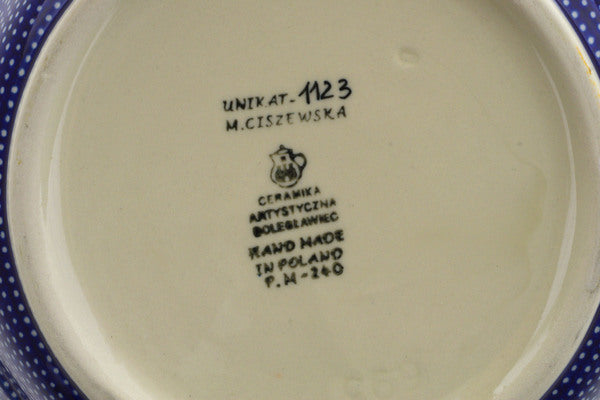 UNIKAT-1123
M.CISZEWSKA
CERAMIKA
ARTYSTYCZNA
BOLESŁAWIEC
HAND MADE
IN POLAND
P.M-240